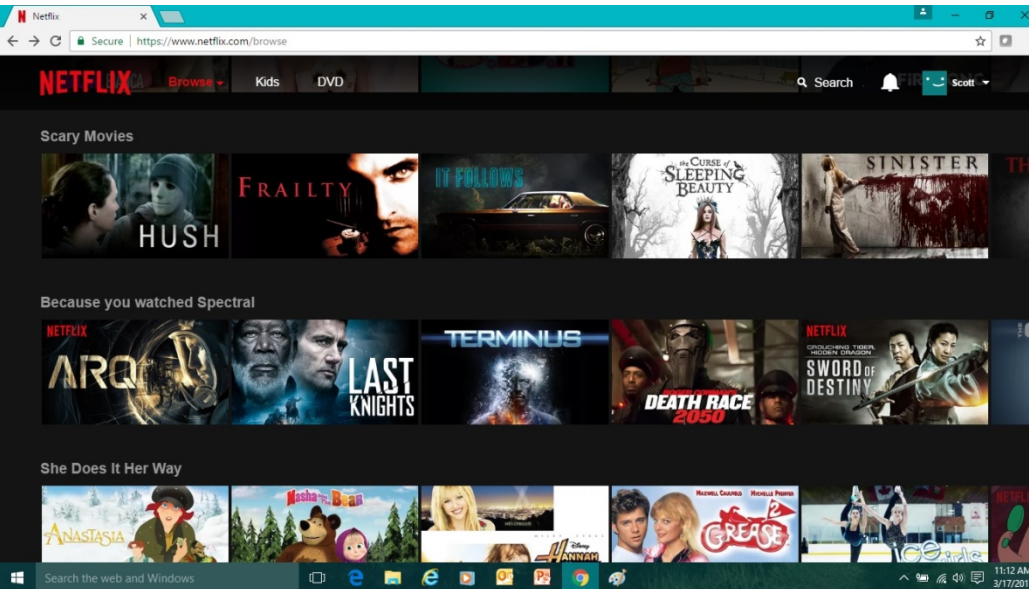 Netflix
Secure | https://www.netflix.com/browse
NETFLIX Browse Kids DVD Search Scott
Scary Movies
HUSH
FRAILTY
IT FOLLOWS
the CURSE of
SLEEPING
BEAUTY
SINISTER
TH
Because you watched Spectral
NETFLIX
ARQ
LAST
KNIGHTS
TERMINUS
DEATH RACE
2050
NETFLIX
CROUCHING TIGER,
HIDDEN DRAGON
SWORD OF
DESTINY
She Does It Her Way
ANASTASIA
Masha and the Bear
Disney
HANNAH
MAXWELL CAULFIELD MICHELLE PFEIFFER
GREASE 2
ice girls
Search the web and Windows
11:12 AM
3/17/201